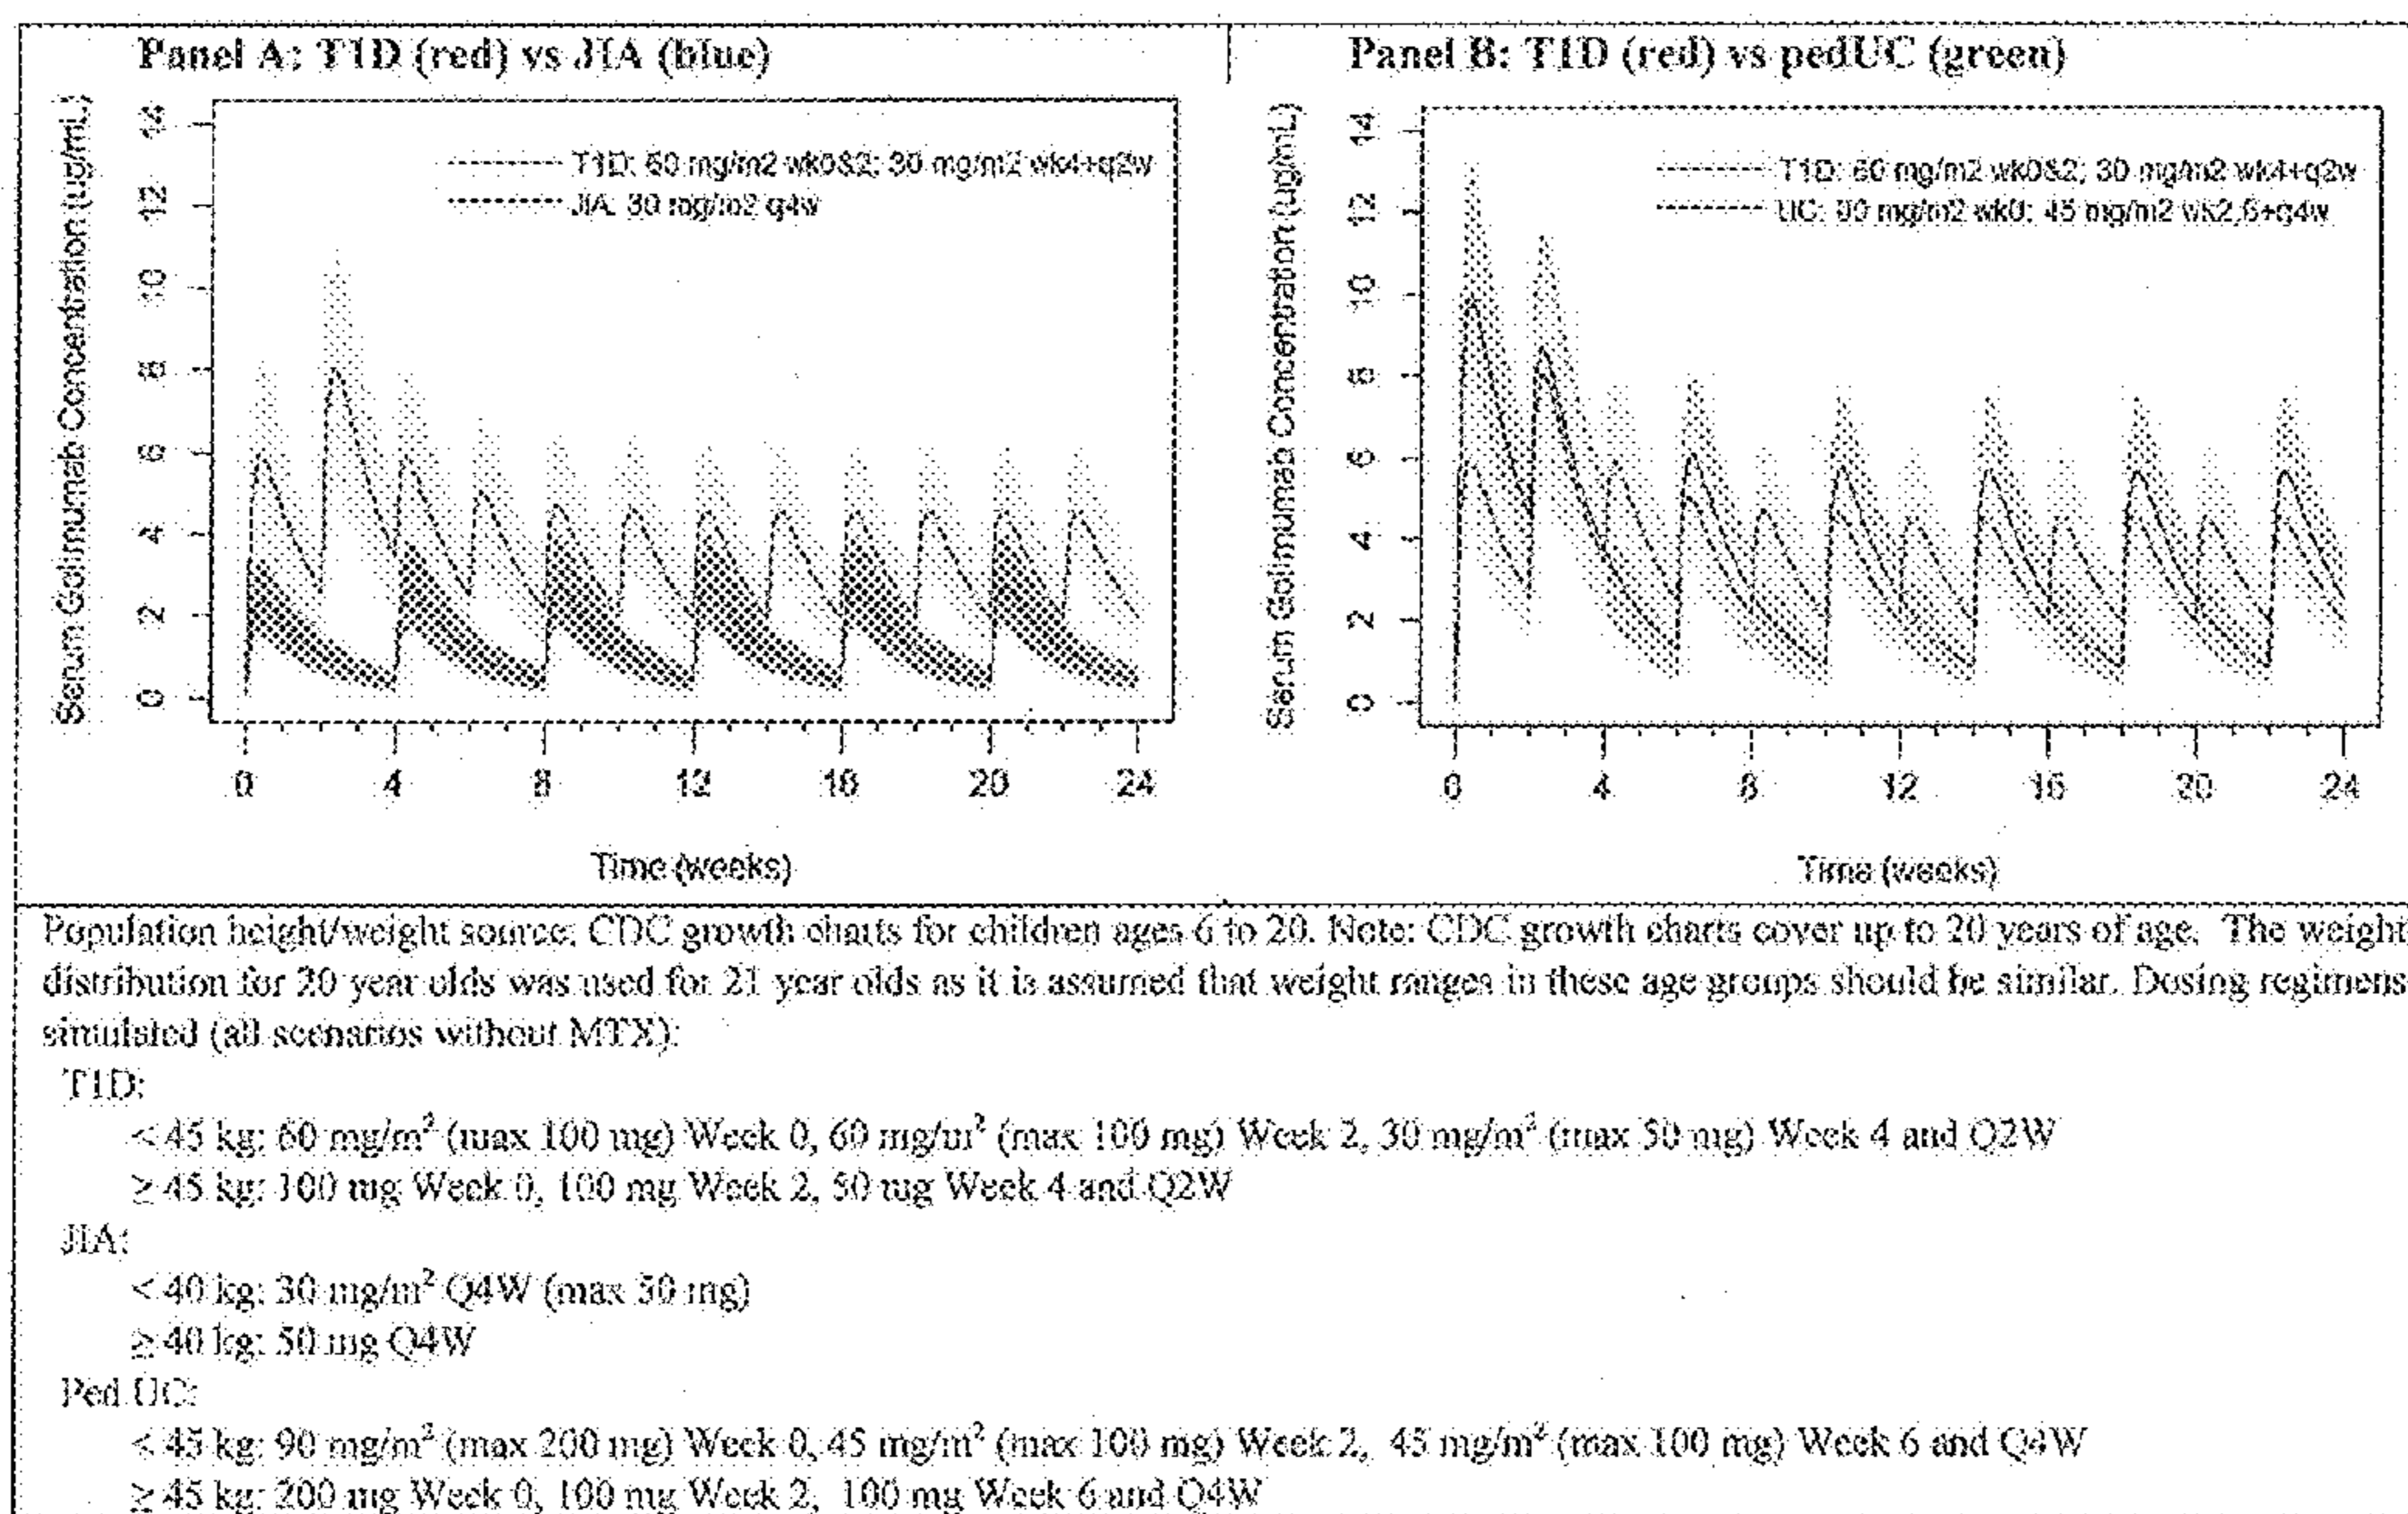 Panel A: T1D (red) vs JIA (blue)
Serum Golimumab Concentration (ug/mL)
14
12
10
8
6
4
2
0
T1D: 60 mg/m2 wk0&2; 30 mg/m2 wk4+q2w
JIA: 30 mg/m2 q4w
0 4 8 12 16 20 24
Time (weeks)
Panel B: T1D (red) vs pedUC (green)
Serum Golimumab Concentration (ug/mL)
14
12
10
8
6
4
2
0
T1D: 60 mg/m2 wk0&2; 30 mg/m2 wk4+q2w
UC: 90 mg/m2 wk0; 45 mg/m2 wk2,6+q4w
0 4 8 12 16 20 24
Time (weeks)
Population height/weight source: CDC growth charts for children ages 6 to 20. Note: CDC growth charts cover up to 20 years of age. The weight
distribution for 20 year olds was used for 21 year olds as it is assumed that weight ranges in these age groups should be similar. Dosing regimens
simulated (all scenarios without MTX):
T1D:
< 45 kg: 60 mg/m² (max 100 mg) Week 0, 60 mg/m² (max 100 mg) Week 2, 30 mg/m² (max 50 mg) Week 4 and Q2W
≥ 45 kg: 100 mg Week 0, 100 mg Week 2, 50 mg Week 4 and Q2W
JIA:
< 40 kg: 30 mg/m² Q4W (max 50 mg)
≥ 40 kg: 50 mg Q4W
Ped UC:
< 45 kg: 90 mg/m² (max 200 mg) Week 0, 45 mg/m² (max 100 mg) Week 2, 45 mg/m² (max 100 mg) Week 6 and Q4W
≥ 45 kg: 200 mg Week 0, 100 mg Week 2, 100 mg Week 6 and Q4W